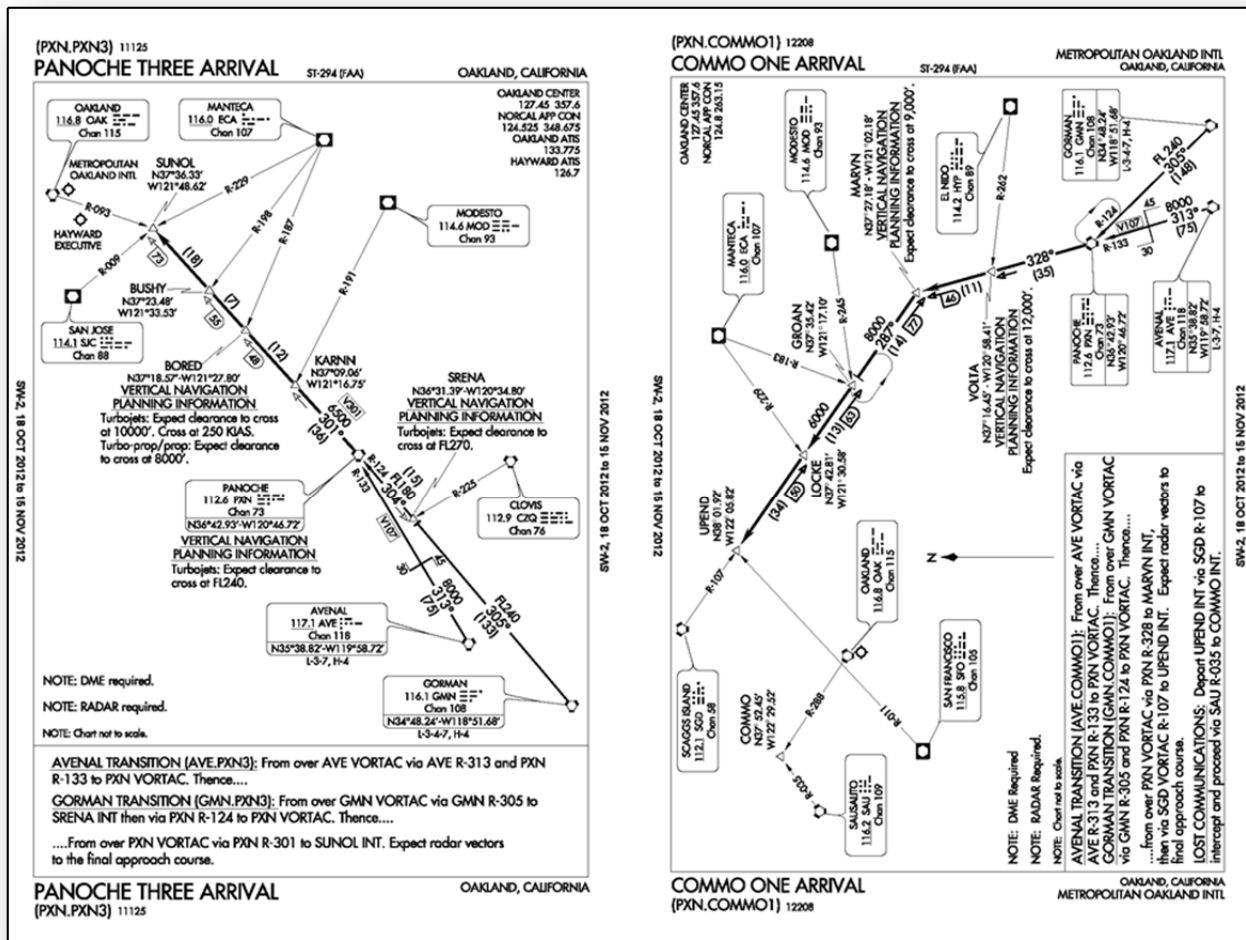 (PXN.PXN3) 11125
PANOCHE THREE ARRIVAL
ST-294 (FAA)
OAKLAND, CALIFORNIA
OAKLAND CENTER
127.45 357.6
NORCAL APP CON
124.525 348.675
OAKLAND ATIS
133.775
HAYWARD ATIS
126.7
OAKLAND
116.8 OAK
Chan 115
MANTECA
116.0 ECA
Chan 107
METROPOLITAN
OAKLAND INTL
SUNOL
N37°36.33'
W121°48.62'
R-229
R-093
HAYWARD
EXECUTIVE
R-198
R-187
MODESTO
114.6 MOD
Chan 93
R-009
73
(18)
R-191
BUSHY
N37°23.48'
W121°33.53'
(7)
55
SAN JOSE
114.1 SJC
Chan 88
48
(12)
BORED
N37°18.57'-W121°27.80'
VERTICAL NAVIGATION
PLANNING INFORMATION
Turbojets: Expect clearance to cross
at 10000'. Cross at 250 KIAS.
Turbo-prop/prop: Expect clearance
to cross at 8000'.
KARNN
N37°09.06'
W121°16.75'
V301
6500
301°
(36)
SRENA
N36°31.39'-W120°34.80'
VERTICAL NAVIGATION
PLANNING INFORMATION
Turbojets: Expect clearance to
cross at FL270.
PANOCHE
112.6 PXN
Chan 73
N36°42.93'-W120°46.72'
VERTICAL NAVIGATION
PLANNING INFORMATION
Turbojets: Expect clearance to
cross at FL240.
R-124
R-133
(15)
FL180
304°
R-225
CLOVIS
112.9 CZQ
Chan 76
V107
45
30
8000
313°
(75)
FL240
305°
(133)
AVENAL
117.1 AVE
Chan 118
N35°38.82'-W119°58.72'
L-3-7, H-4
GORMAN
116.1 GMN
Chan 108
N34°48.24'-W118°51.68'
L-3-4-7, H-4
NOTE: DME required.
NOTE: RADAR required.
NOTE: Chart not to scale.
AVENAL TRANSITION (AVE.PXN3): From over AVE VORTAC via AVE R-313 and PXN
R-133 to PXN VORTAC. Thence....
GORMAN TRANSITION (GMN.PXN3): From over GMN VORTAC via GMN R-305 to
SRENA INT then via PXN R-124 to PXN VORTAC. Thence....
....From over PXN VORTAC via PXN R-301 to SUNOL INT. Expect radar vectors
to the final approach course.
PANOCHE THREE ARRIVAL
(PXN.PXN3) 11125
OAKLAND, CALIFORNIA
SW-2, 18 OCT 2012 to 15 NOV 2012
SW-2, 18 OCT 2012 to 15 NOV 2012
(PXN.COMMO1) 12208
COMMO ONE ARRIVAL
ST-294 (FAA)
METROPOLITAN OAKLAND INTL
OAKLAND, CALIFORNIA
OAKLAND CENTER
127.45 357.6
NORCAL APP CON
124.8 263.15
MODESTO
114.6 MOD
Chan 93
MARVN
N37°27.18'-W121°02.18'
VERTICAL NAVIGATION
PLANNING INFORMATION
Expect clearance to cross at 9,000'.
EL NIDO
114.2 HYP
Chan 89
R-262
GORMAN
116.1 GMN
Chan 108
N34°48.24'
W118°51.68'
L-3-4-7, H-4
FL 240
305°
(148)
R-124
V107
45
8000
313°
(75)
R-133
30
MANTECA
116.0 ECA
Chan 107
GROAN
N37°35.42'
W121°17.10'
R-265
R-183
R-229
8000
287°
(14)
77
46
(11)
328°
(35)
VOLTA
N37°16.45'-W120°58.41'
VERTICAL NAVIGATION
PLANNING INFORMATION
Expect clearance to cross at 12,000'.
PANOCHE
112.6 PXN
Chan 73
N36°42.93'
W120°46.72'
AVENAL
117.1 AVE
Chan 118
N35°38.82'
W119°58.72'
L-3-7, H-4
6000
(13)
63
LOCKE
N37°42.81'
W121°30.58'
50
(34)
UPEND
N38°01.92'
W122°05.82'
R-107
OAKLAND
116.8 OAK
Chan 115
SCAGGS ISLAND
112.1 SGD
Chan 58
COMMO
N37°52.45'
W122°29.52'
R-288
R-011
SAN FRANCISCO
115.8 SFO
Chan 105
R-035
SAUSALITO
116.2 SAU
Chan 109
N
NOTE: DME Required
NOTE: RADAR Required.
NOTE: Chart not to scale.
AVENAL TRANSITION (AVE.COMMO1): From over AVE VORTAC via
AVE R-313 and PXN R-133 to PXN VORTAC. Thence....
GORMAN TRANSITION (GMN.COMMO1): From over GMN VORTAC
via GMN R-305 and PXN R-124 to PXN VORTAC. Thence....
....from over PXN VORTAC via PXN R-328 to MARVN INT,
then via SGD VORTAC R-107 to UPEND INT. Expect radar vectors to
final approach course.
LOST COMMUNICATIONS: Depart UPEND INT via SGD R-107 to
intercept and proceed via SAU R-035 to COMMO INT.
COMMO ONE ARRIVAL
(PXN.COMMO1) 12208
OAKLAND, CALIFORNIA
METROPOLITAN OAKLAND INTL
SW-2, 18 OCT 2012 to 15 NOV 2012
SW-2, 18 OCT 2012 to 15 NOV 2012